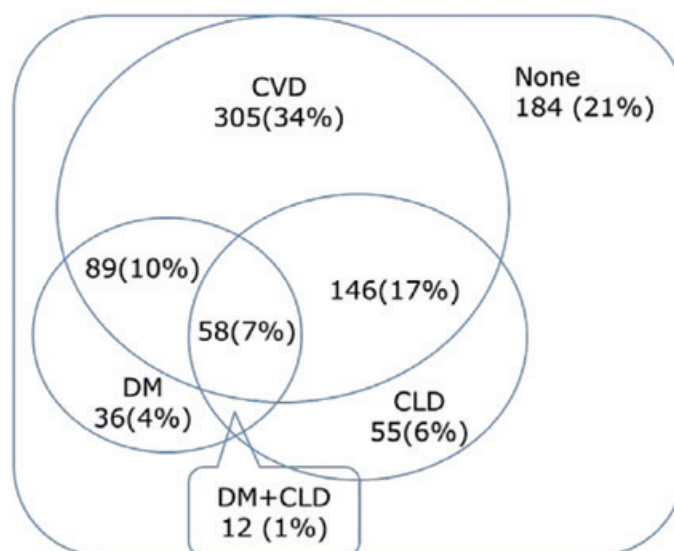 CVD
305(34%)
None
184 (21%)
89(10%)
146(17%)
58(7%)
DM
36(4%)
CLD
55(6%)
DM+CLD
12 (1%)